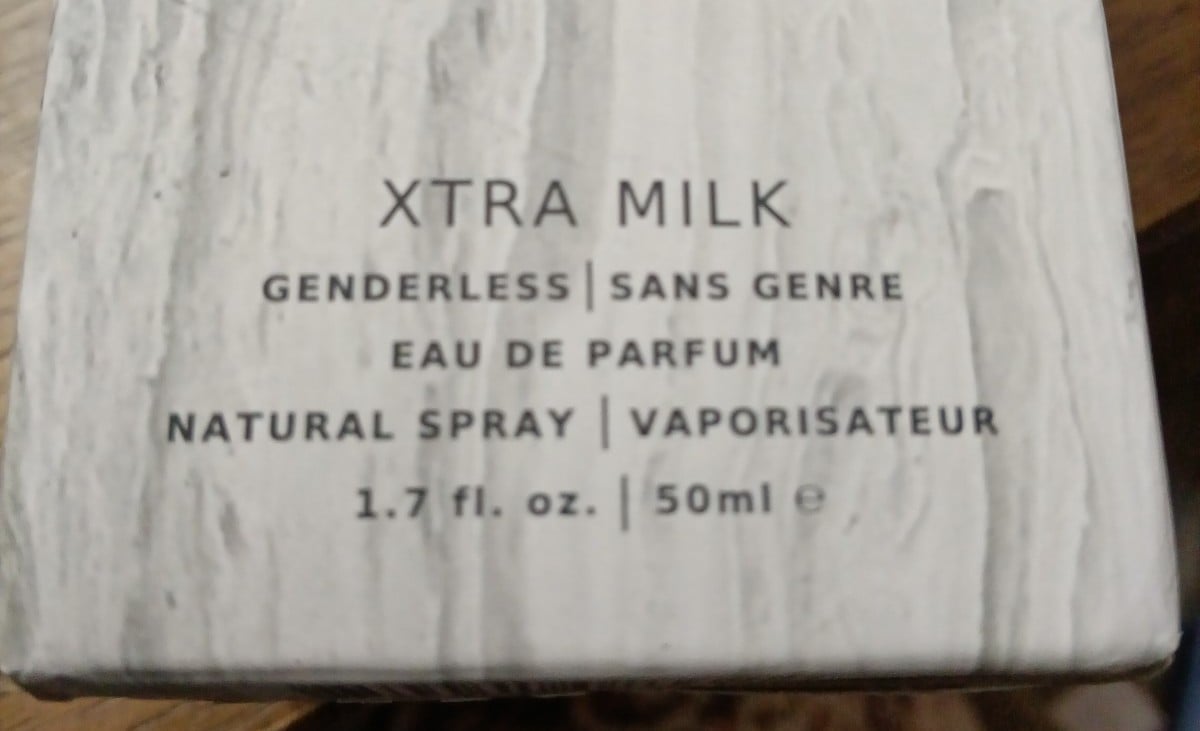 XTRA MILK
GENDERLESS | SANS GENRE
EAU DE PARFUM
NATURAL SPRAY | VAPORISATEUR
1.7 fl. oz. | 50ml ℮